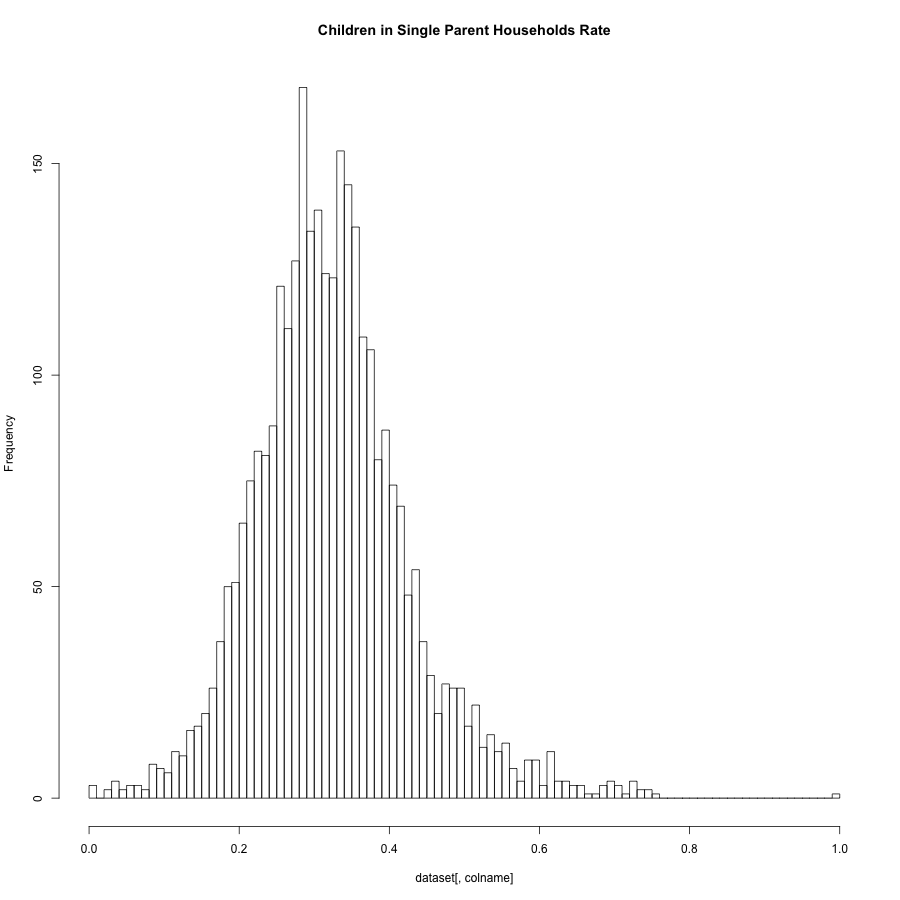 Children in Single Parent Households Rate
Frequency
150
100
50
0
0.0 0.2 0.4 0.6 0.8 1.0
dataset[, colname]